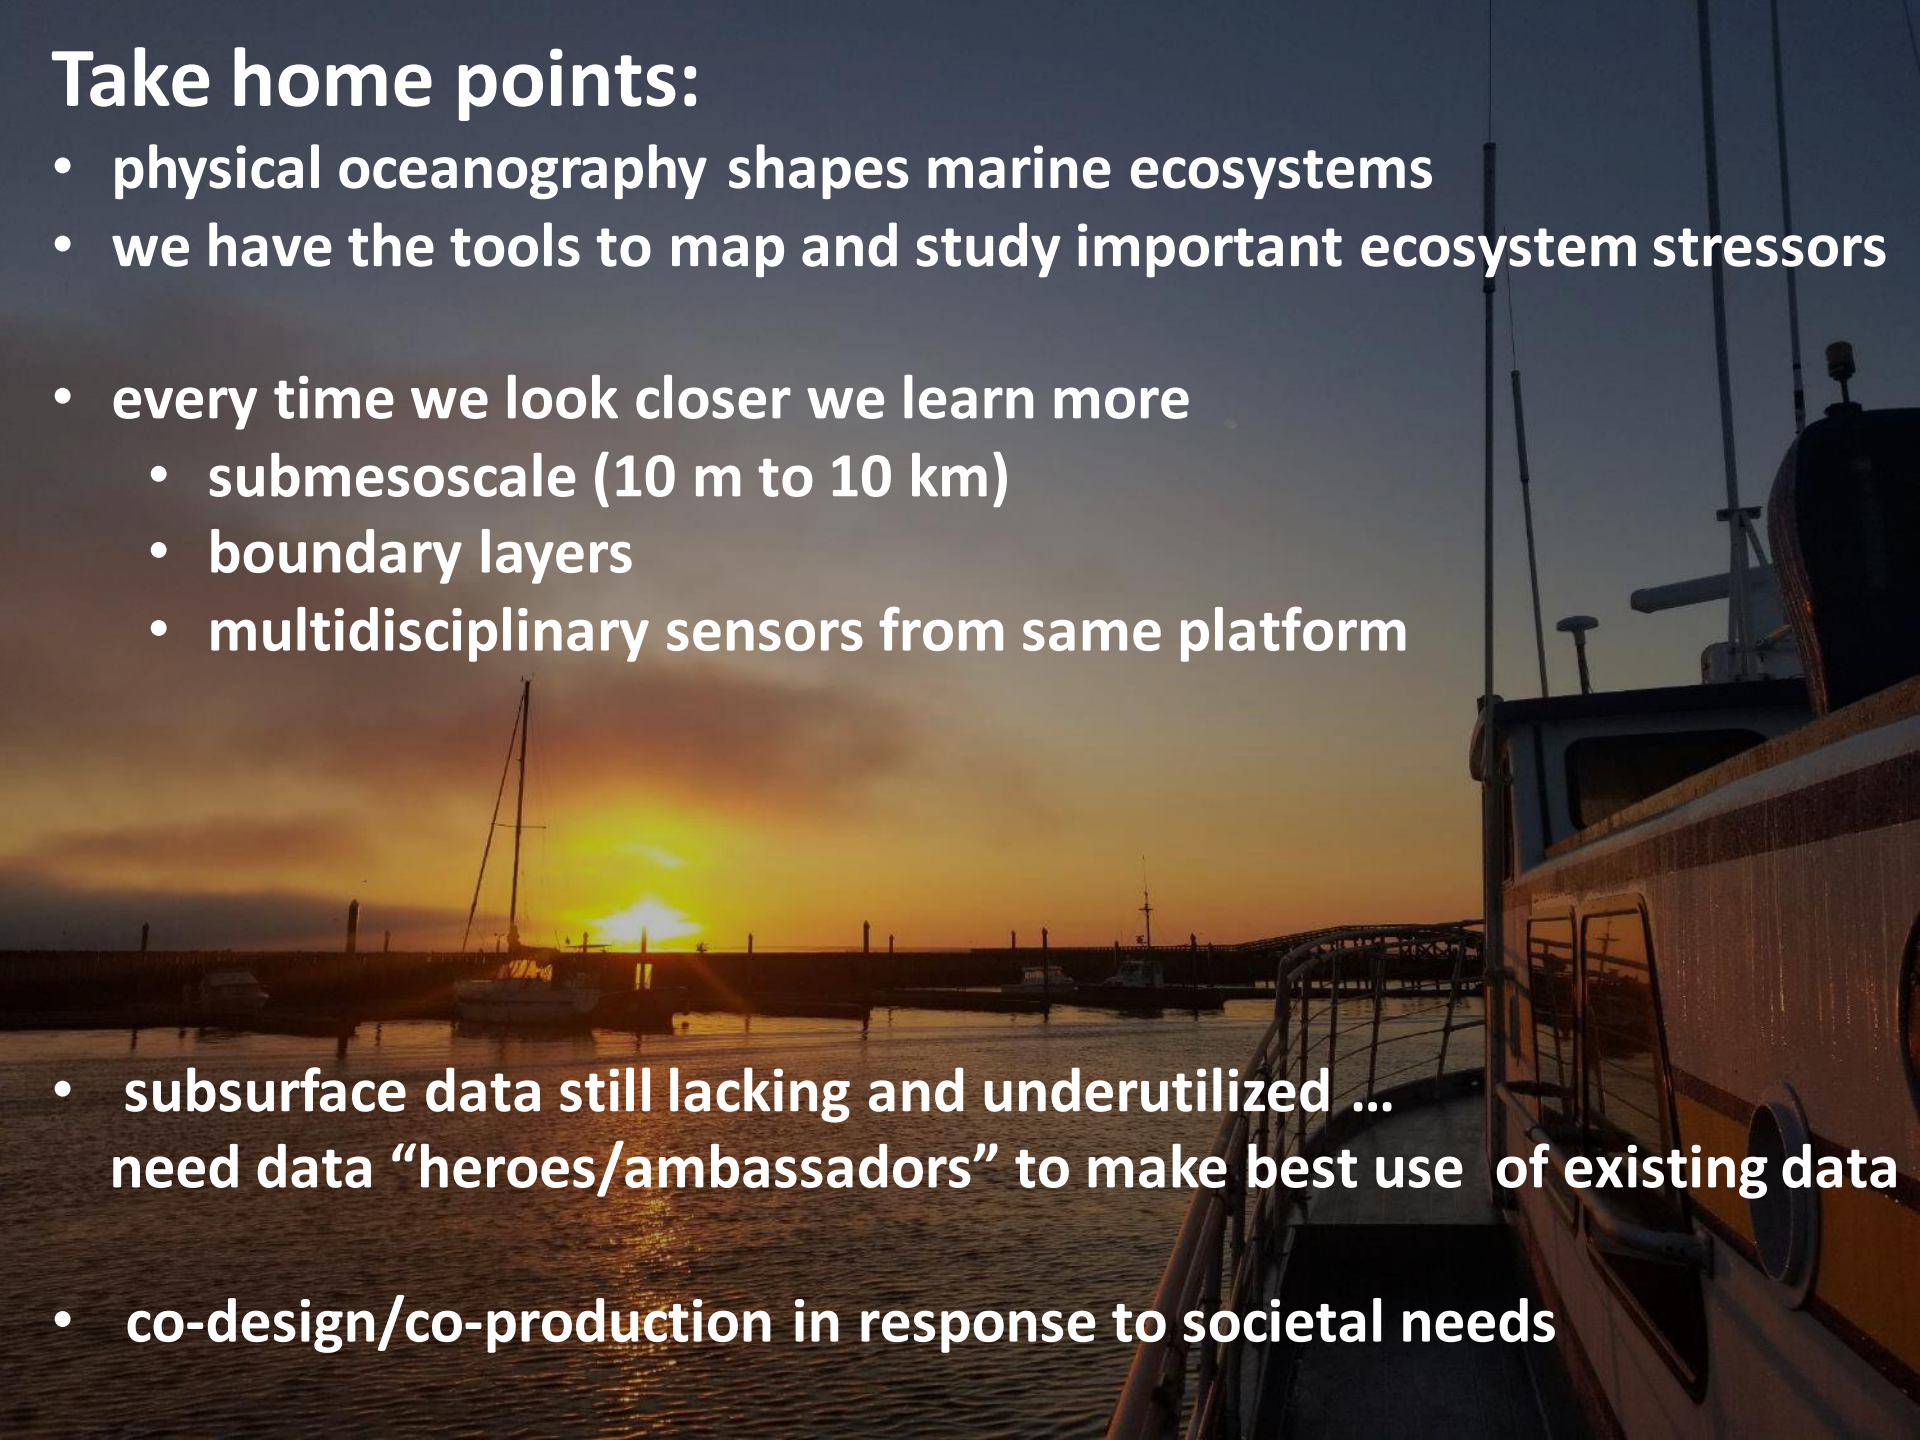 Take home points:
• physical oceanography shapes marine ecosystems
• we have the tools to map and study important ecosystem stressors
• every time we look closer we learn more
• submesoscale (10 m to 10 km)
• boundary layers
• multidisciplinary sensors from same platform
• subsurface data still lacking and underutilized …
need data “heroes/ambassadors” to make best use of existing data
• co-design/co-production in response to societal needs